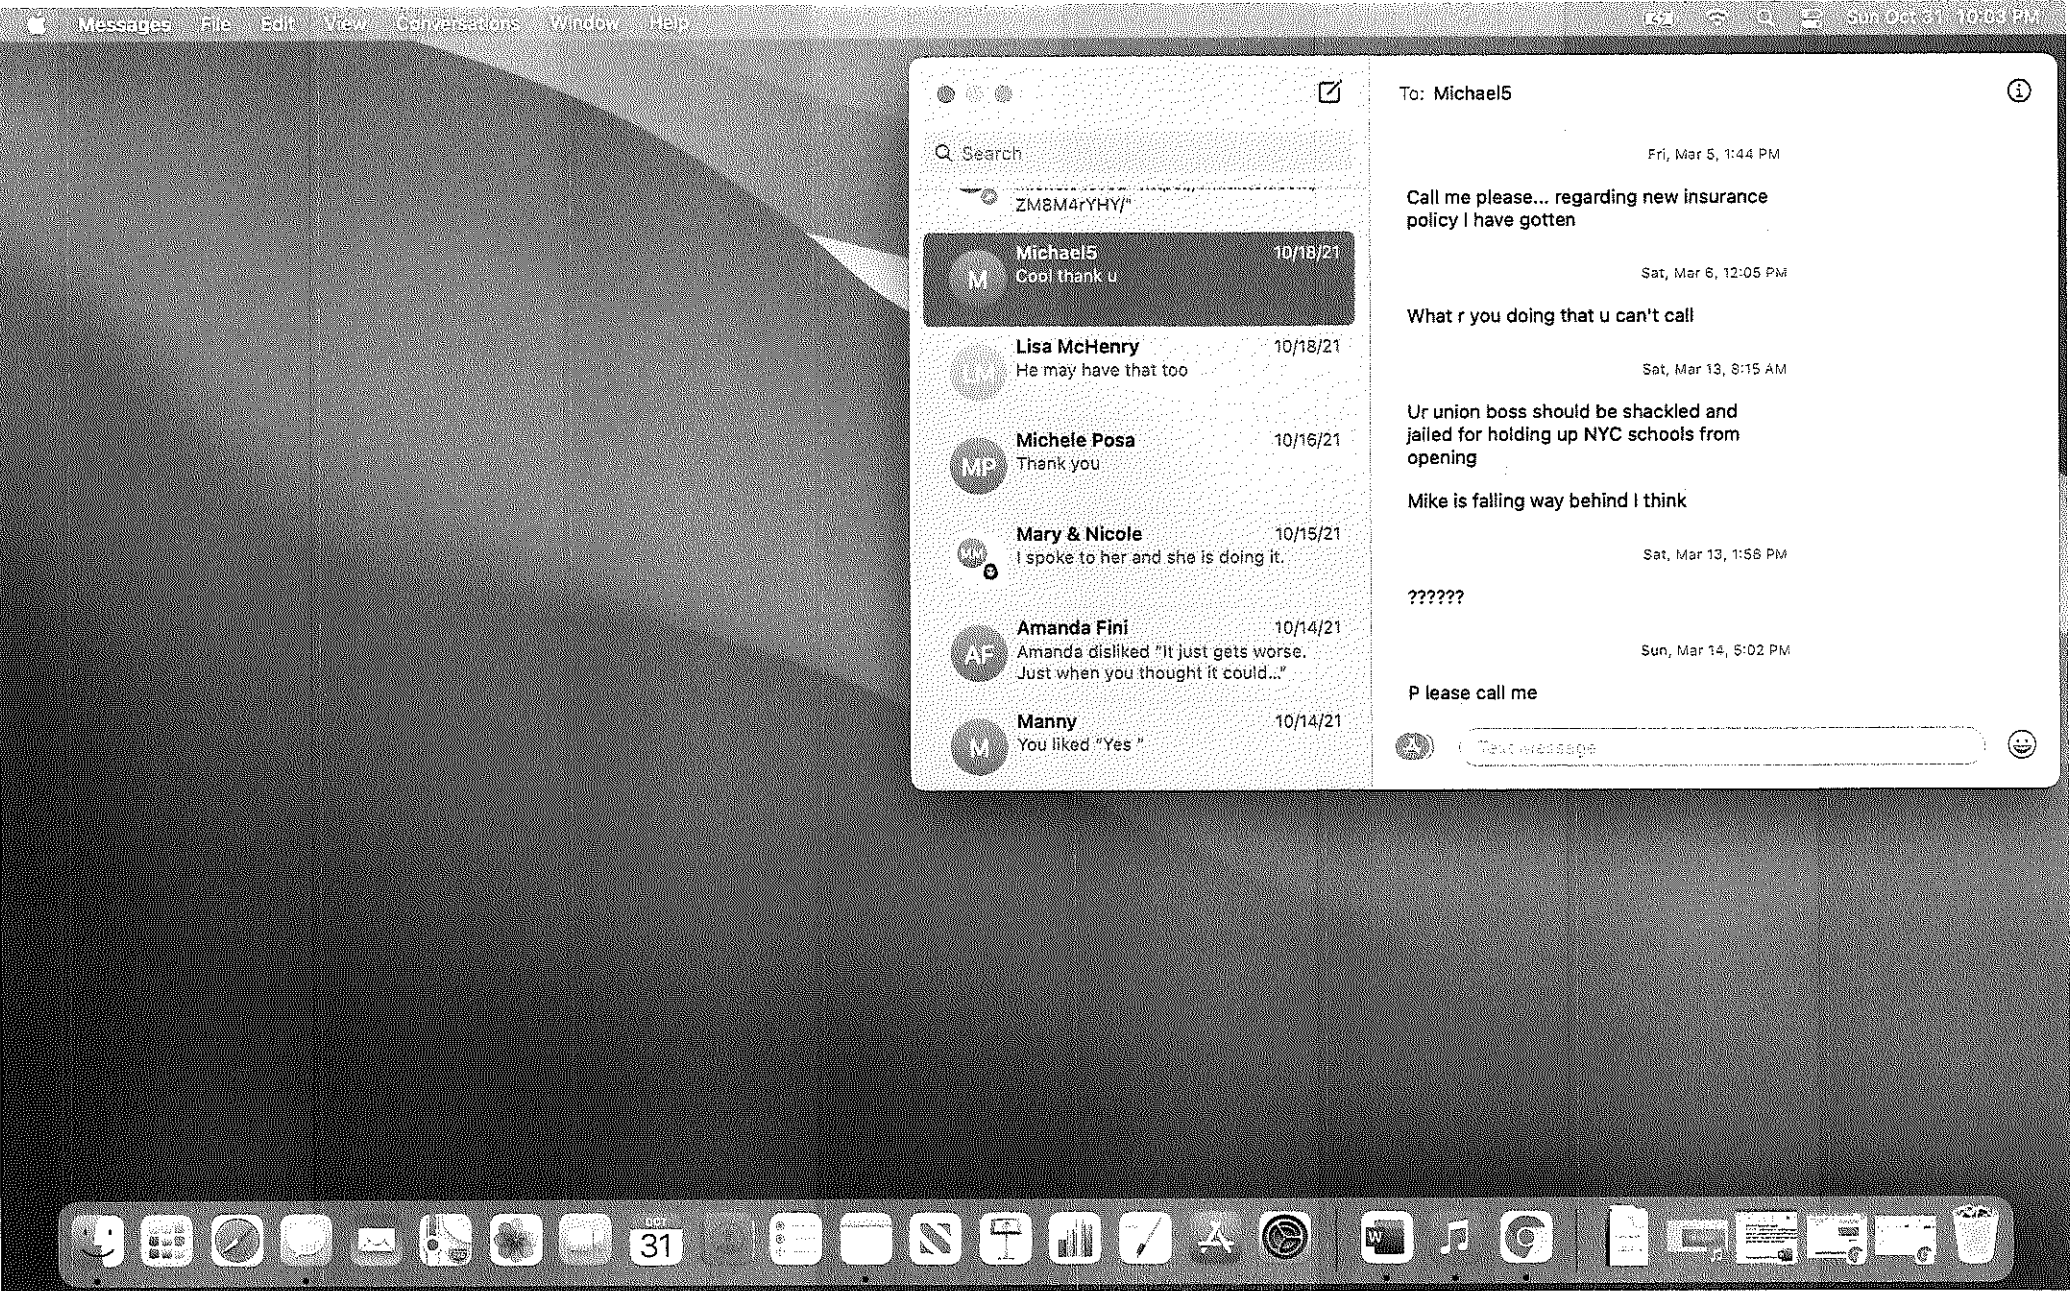 Messages File Edit View Conversations Window Help
Sun Oct 31 10:03 PM
Search
ZM8M4rYHY/"
Michael5 10/18/21
M
Cool thank u
Lisa McHenry 10/18/21
LM
He may have that too
Michele Posa 10/16/21
MP
Thank you
Mary & Nicole 10/15/21
MM
I spoke to her and she is doing it.
Amanda Fini 10/14/21
AF
Amanda disliked "It just gets worse.
Just when you thought it could..."
Manny 10/14/21
M
You liked "Yes "
To: Michael5
Fri, Mar 5, 1:44 PM
Call me please... regarding new insurance
policy I have gotten
Sat, Mar 6, 12:05 PM
What r you doing that u can't call
Sat, Mar 13, 8:15 AM
Ur union boss should be shackled and
jailed for holding up NYC schools from
opening
Mike is falling way behind I think
Sat, Mar 13, 1:58 PM
??????
Sun, Mar 14, 5:02 PM
P lease call me
Text Message
OCT
31
W